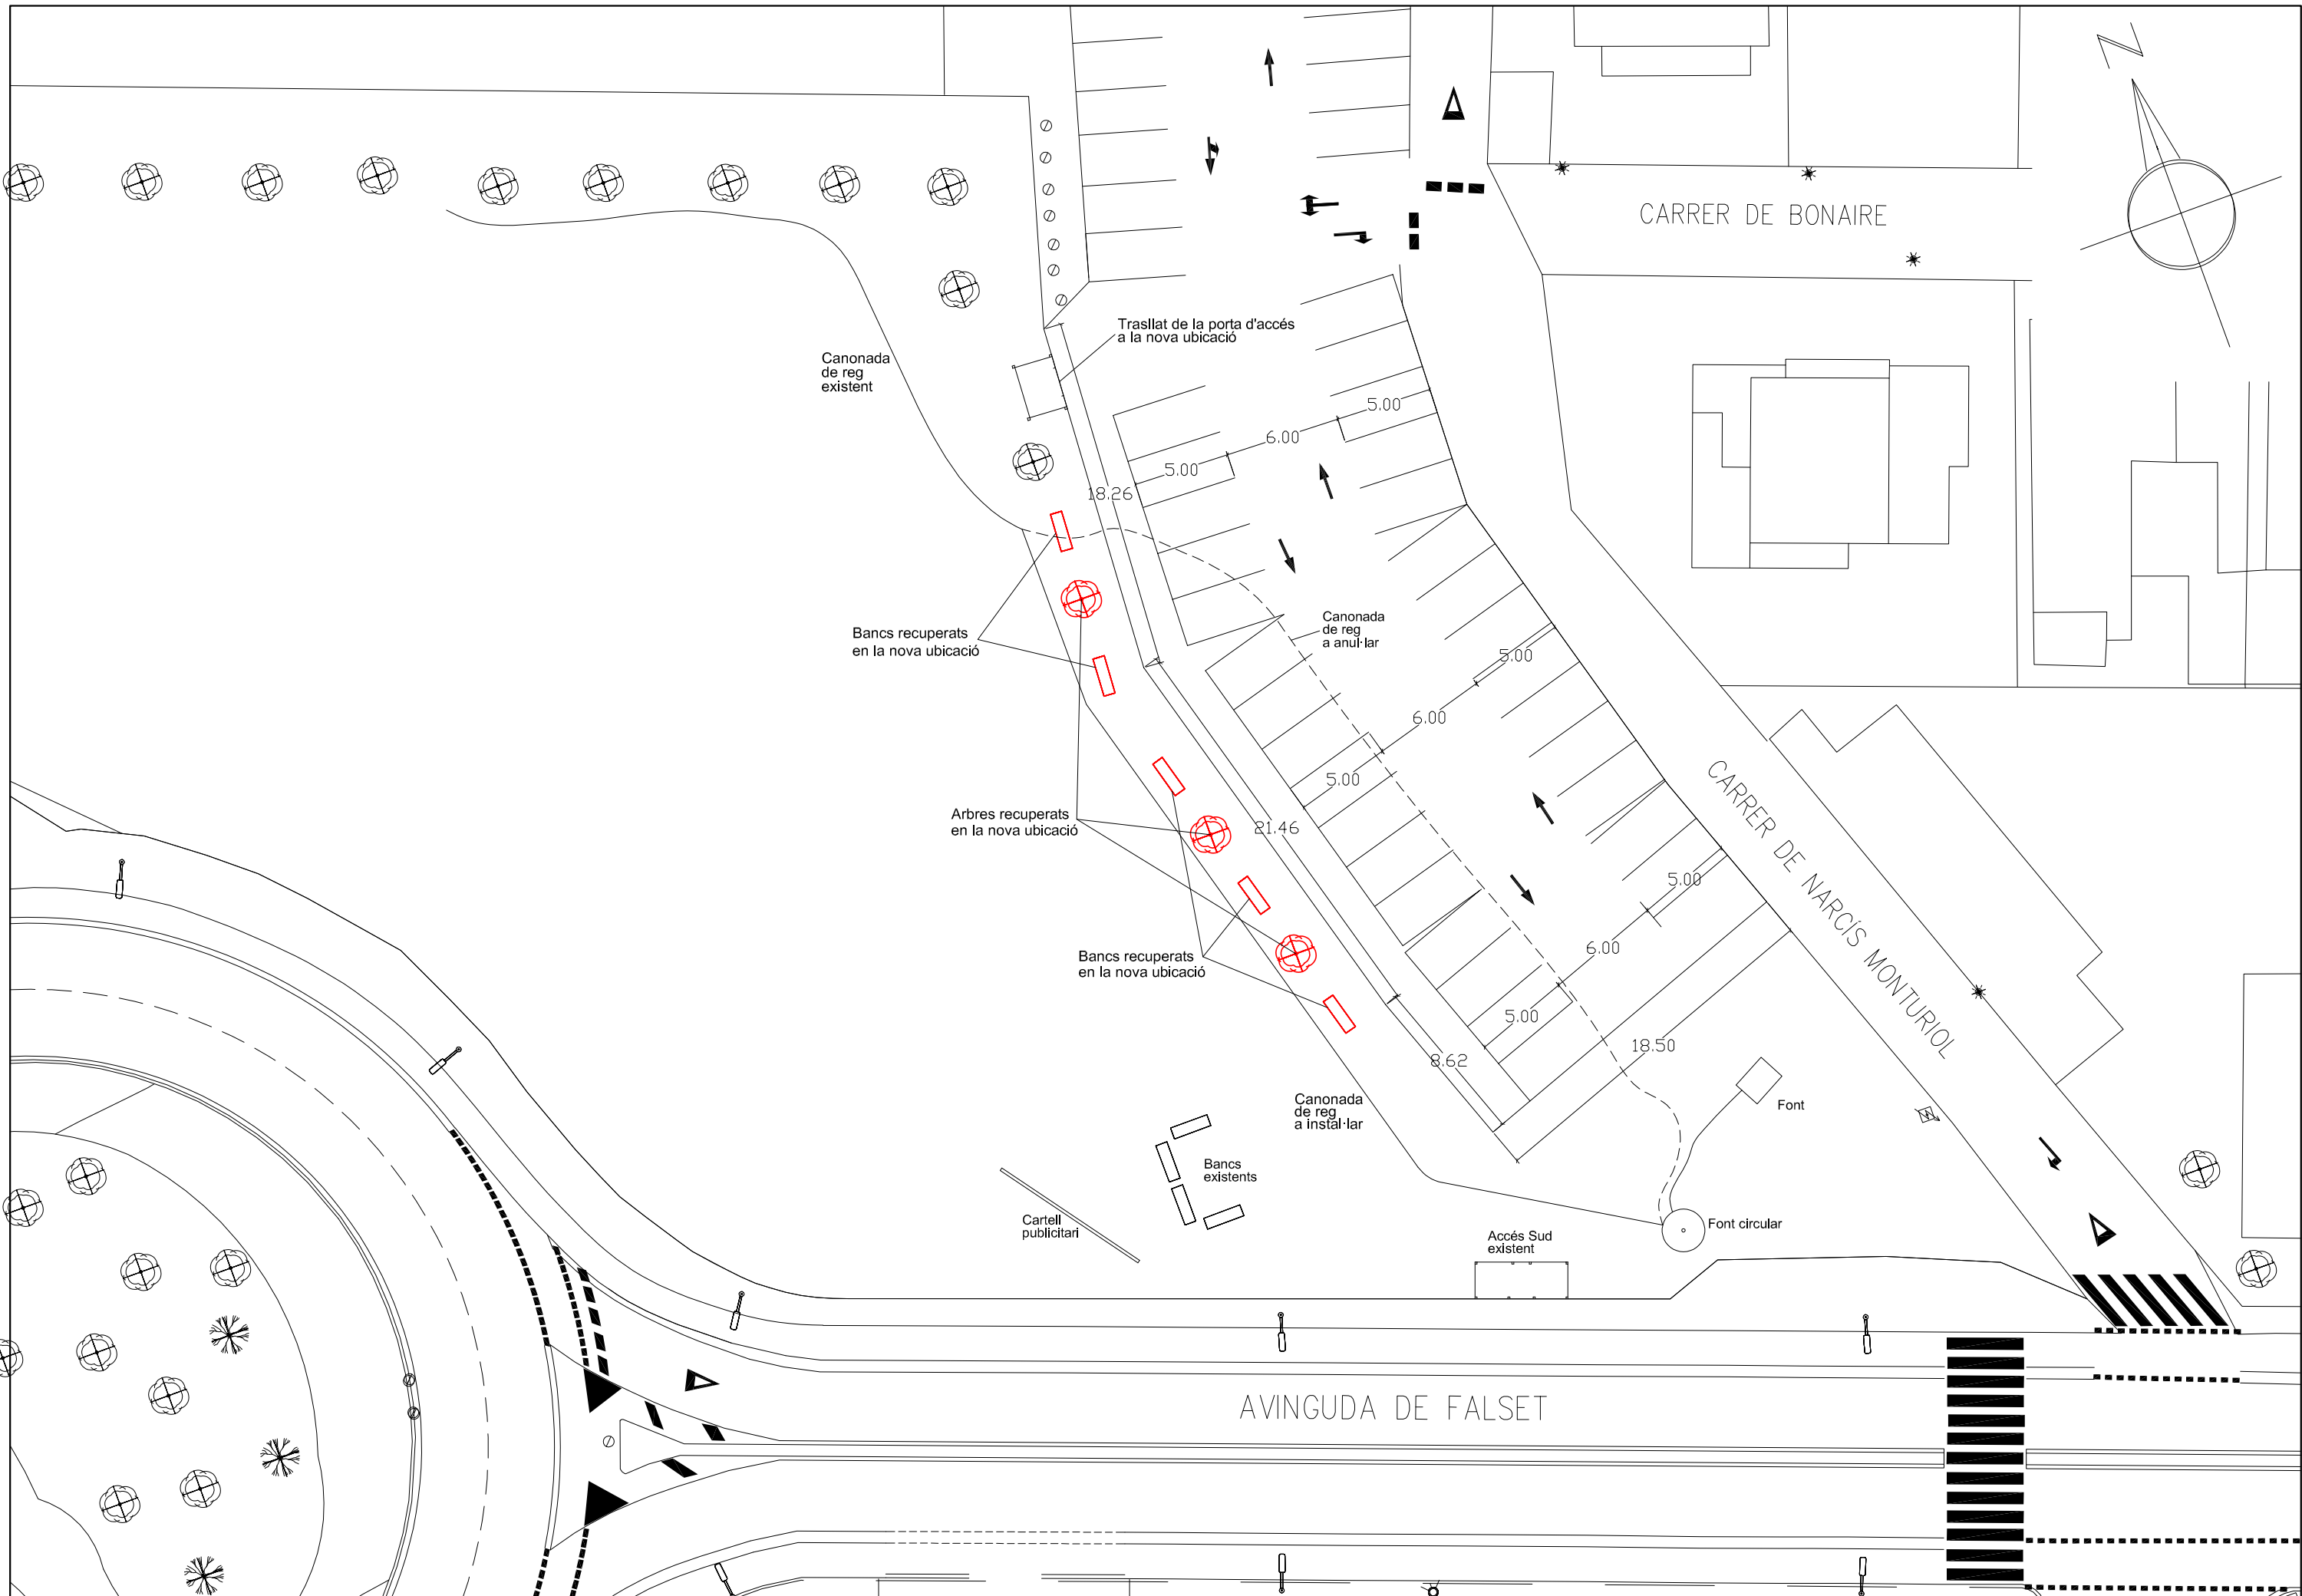 N
CARRER DE BONAIRE
Trasllat de la porta d'accés
a la nova ubicació
Canonada
de reg
existent
5.00
6.00
5.00
18.26
Canonada
de reg
a anul·lar
Bancs recuperats
en la nova ubicació
5.00
6.00
5.00
CARRER DE NARCÍS MONTURIOL
Arbres recuperats
en la nova ubicació
21.46
5.00
6.00
5.00
Bancs recuperats
en la nova ubicació
18.50
8.62
Canonada
de reg
a instal·lar
Font
Bancs
existents
Cartell
publicitari
Font circular
Accés Sud
existent
AVINGUDA DE FALSET